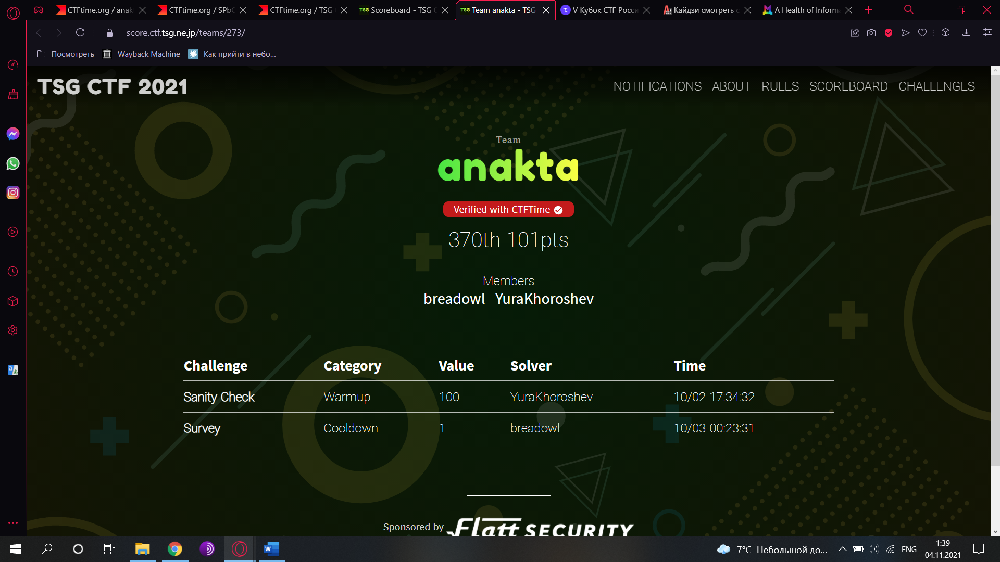 CTFtime.org / anak
CTFtime.org / SPb
CTFtime.org / TSG
TSG Scoreboard - TSG
TSG Team anakta - TSG
V Кубок CTF Росси
Кайдзи смотреть
A Health of Inform
score.ctf.tsg.ne.jp/teams/273/
Посмотреть
Wayback Machine
Как прийти в небо...
TSG CTF 2021
NOTIFICATIONS ABOUT RULES SCOREBOARD CHALLENGES
Team
anakta
Verified with CTFTime
370th 101pts
Members
breadowl YuraKhoroshev
Challenge Category Value Solver Time
Sanity Check Warmup 100 YuraKhoroshev 10/02 17:34:32
Survey Cooldown 1 breadowl 10/03 00:23:31
Sponsored by Flatt SECURITY
7°C Небольшой до...
ENG
1:39
04.11.2021